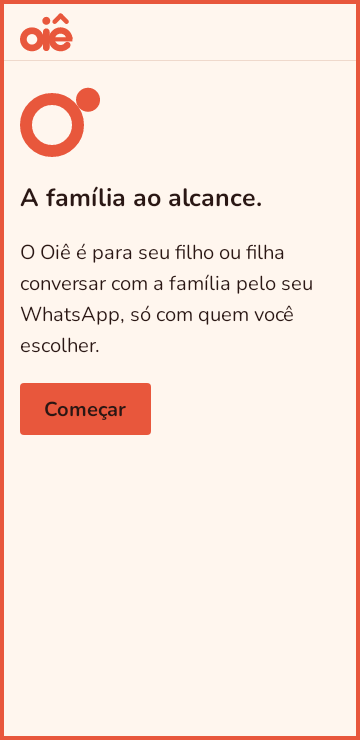 oiê
A família ao alcance.
O Oiê é para seu filho ou filha
conversar com a família pelo seu
WhatsApp, só com quem você
escolher.
Começar